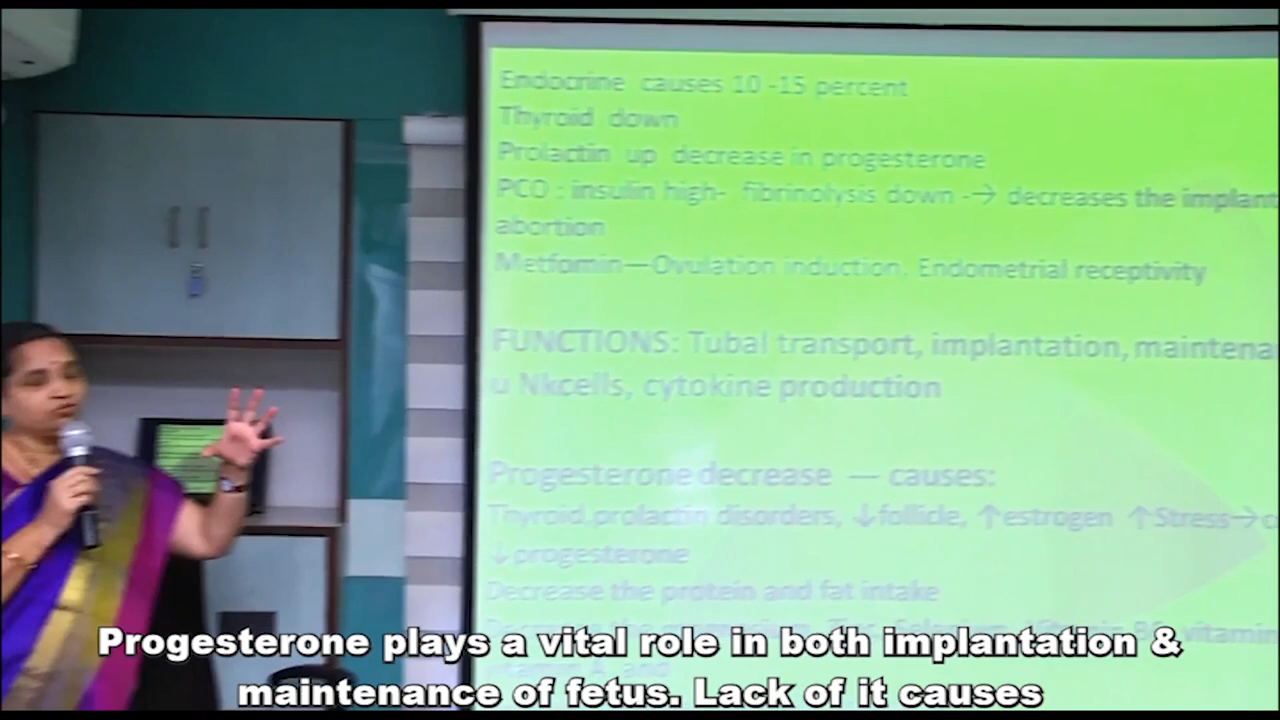 Endocrine causes 10 -15 percent
Thyroid down
Prolactin up decrease in progesterone
PCO : insulin high- fibrinolysis down -→ decreases the implant
abortion
Metfomin—Ovulation induction Endometrial receptivity
FUNCTIONS: Tubal transport, implantation, maintena
u Nkcells, cytokine production
Progesterone decrease — causes:
Thyroid.prolactin disorders, ↓follicle, ↑estrogen ↑Stress→c
↓progesterone
Decrease the protein and fat intake
vitamin
Progesterone plays a vital role in both implantation &
maintenance of fetus. Lack of it causes